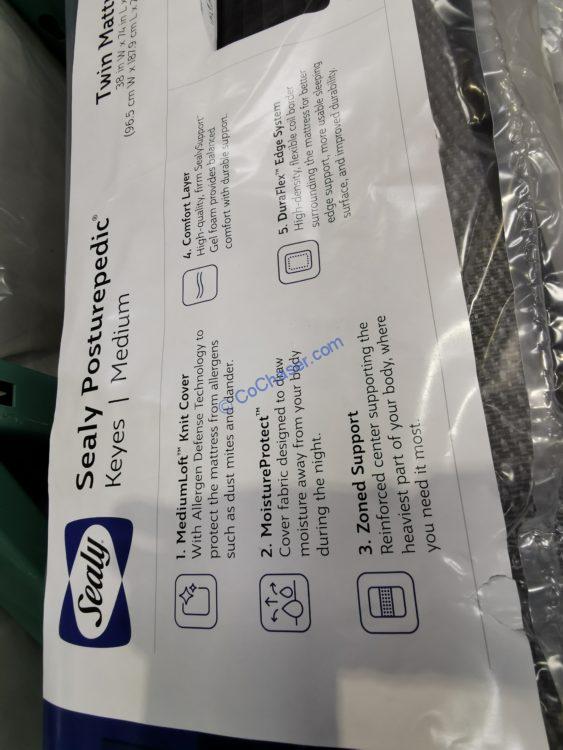 Sealy
Sealy Posturepedic®
Keyes | Medium
Twin Mattr
38 in W x 74 in L x
(96.5 cm W x 187.9 cm L x
1. MediumLoft™ Knit Cover
With Allergen Defense Technology to
protect the mattress from allergens
such as dust mites and dander.
2. MoistureProtect™
Cover fabric designed to draw
moisture away from your body
during the night.
3. Zoned Support
Reinforced center supporting the
heaviest part of your body, where
you need it most.
4. Comfort Layer
High-quality, firm SealySupport™
Gel foam provides balanced
comfort with durable support.
5. DuraFlex™ Edge System
High-density, flexible coil border
surrounding the mattress for better
edge support, more usable sleeping
surface, and improved durability.
© CoChaser.com